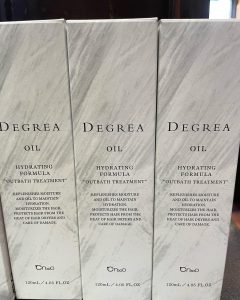 DEGREA
OIL
HYDRATING
FORMULA
"OUTBATH TREATMENT"
REPLENISHES MOISTURE
AND OIL TO MAINTAIN
HYDRATION.
MOISTURIZES THE HAIR.
PROTECTS HAIR FROM THE
HEAT OF HAIR DRYERS AND
CARE OF DAMAGE.
120mL / 4.05 FL.OZ
DEGREA
OIL
HYDRATING
FORMULA
"OUTBATH TREATMENT"
REPLENISHES MOISTURE
AND OIL TO MAINTAIN
HYDRATION.
MOISTURIZES THE HAIR.
PROTECTS HAIR FROM THE
HEAT OF HAIR DRYERS AND
CARE OF DAMAGE.
120mL / 4.05 FL.OZ
DEGREA
OIL
HYDRATING
FORMULA
"OUTBATH TREATMENT"
REPLENISHES MOISTURE
AND OIL TO MAINTAIN
HYDRATION.
MOISTURIZES THE HAIR.
PROTECTS HAIR FROM THE
HEAT OF HAIR DRYERS AND
CARE OF DAMAGE.
120mL / 4.05 FL.OZ